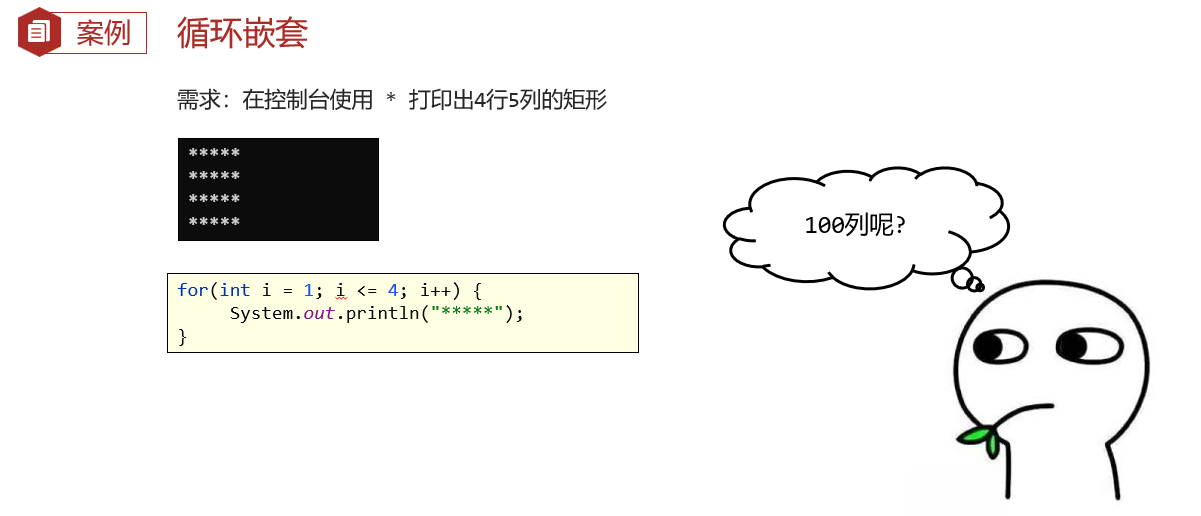 案例
循环嵌套
需求：在控制台使用 * 打印出4行5列的矩形
*****
*****
*****
*****
for(int i = 1; i <= 4; i++) {
     System.out.println("*****");
}
100列呢?